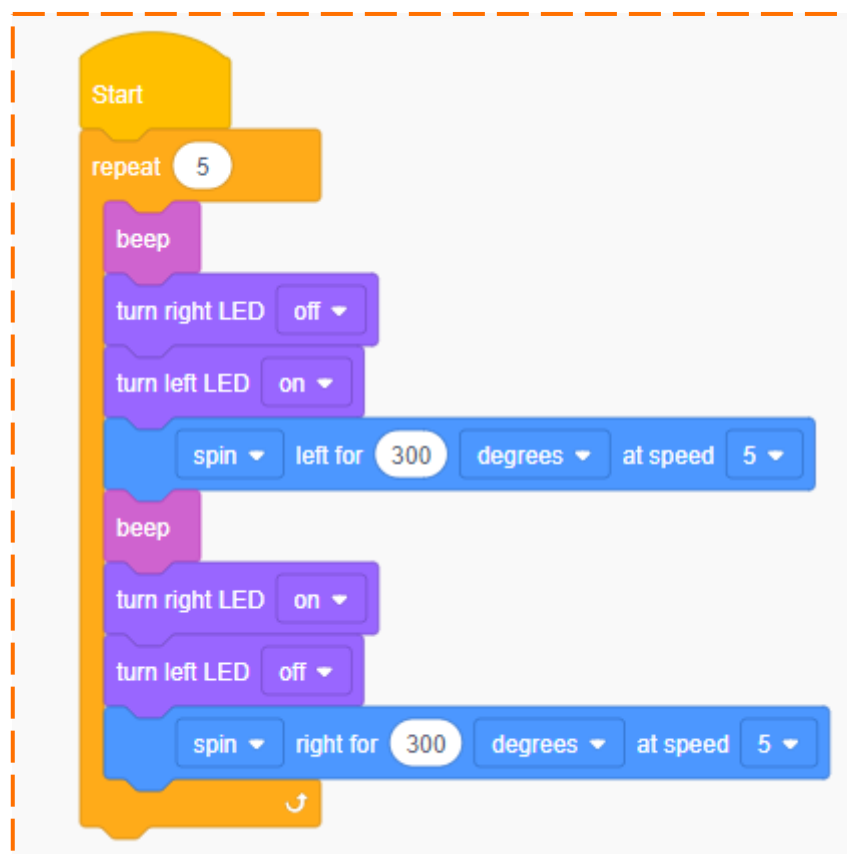 Start
repeat 5
beep
turn right LED off
turn left LED on
spin left for 300 degrees at speed 5
beep
turn right LED on
turn left LED off
spin right for 300 degrees at speed 5